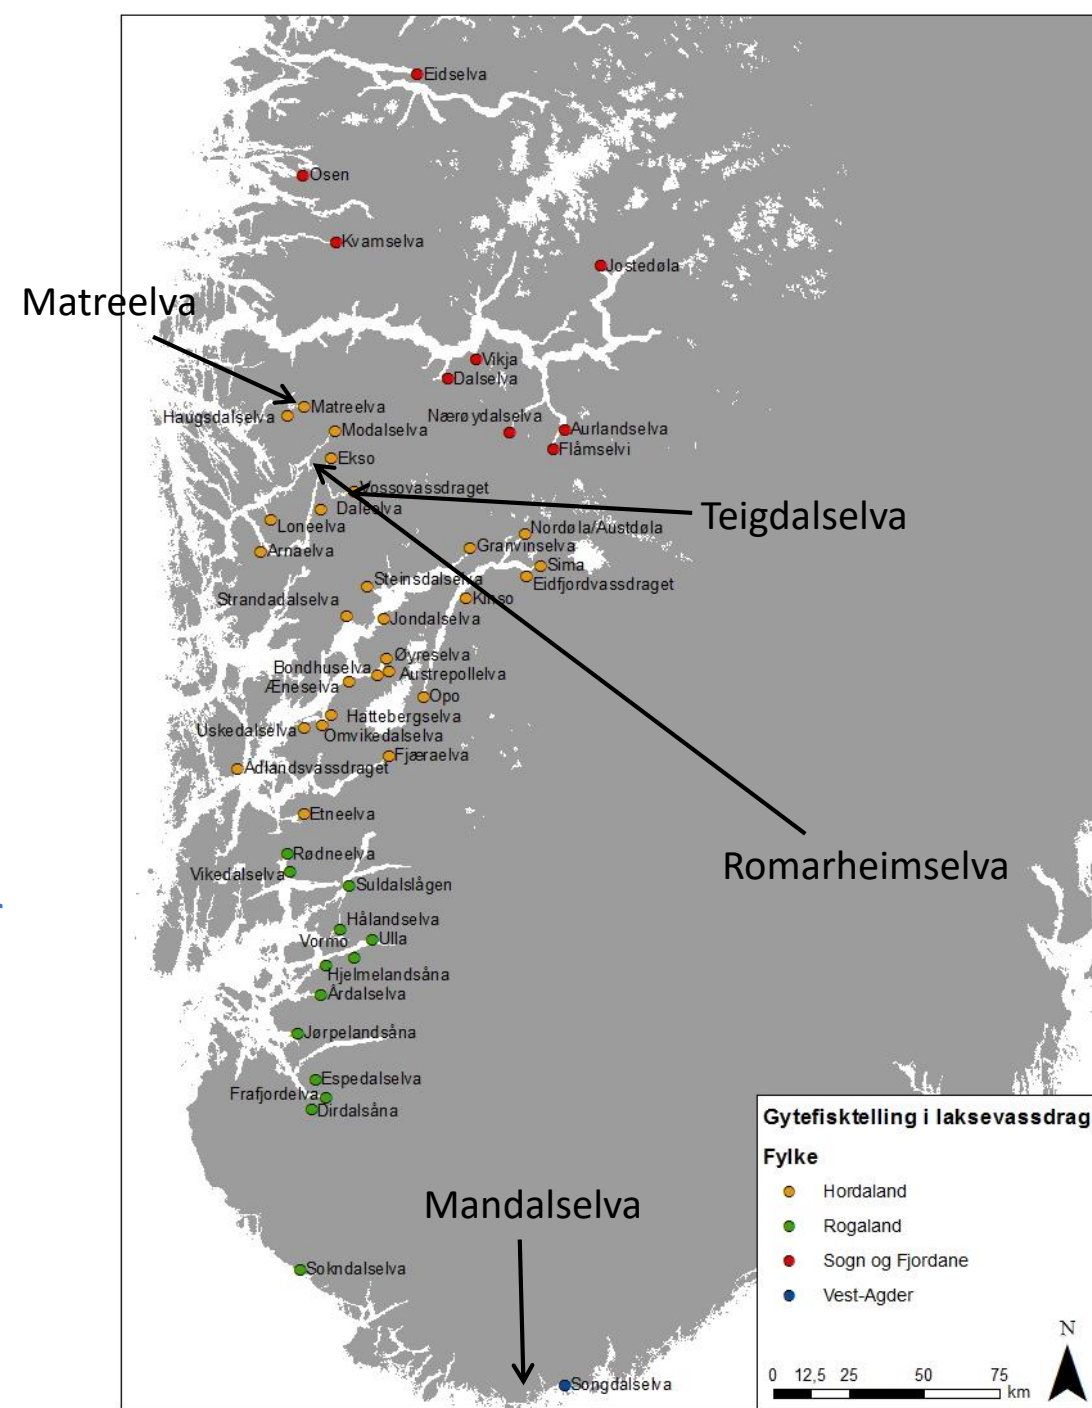 Eidselva
Osen
Kvamselva
Jostedøla
Matreelva
Vikja
Dalselva
Matreelva
Haugsdalselva
Nærøydalselva
Aurlandselva
Modalselva
Flåmselvi
Ekso
Vossovassdraget
Teigdalselva
Daleelva
Loneelva
Nordøla/Austdøla
Granvinselva
Arnaelva
Sima
Eidfjordvassdraget
Steinsdalselva
Strandadalselva
Kinso
Jondalselva
Øyreselva
Bondhuselva
Austrepollelva
Æneselva
Opo
Hattebergselva
Uskedalselva
Omvikedalselva
Fjæraelva
Ådlandsvassdraget
Etneelva
Rødneelva
Romarheimselva
Vikedalselva
Suldalslågen
Hålandselva
Vormo
Ulla
Hjelmelandsåna
Årdalselva
Jørpelandsåna
Espedalselva
Frafjordelva
Dirdalsåna
Mandalselva
Sokndalselva
Songdalselva
Gytefisktelling i laksevassdrag
Fylke
Hordaland
Rogaland
Sogn og Fjordane
Vest-Agder
N
0 12,5 25 50 75
km